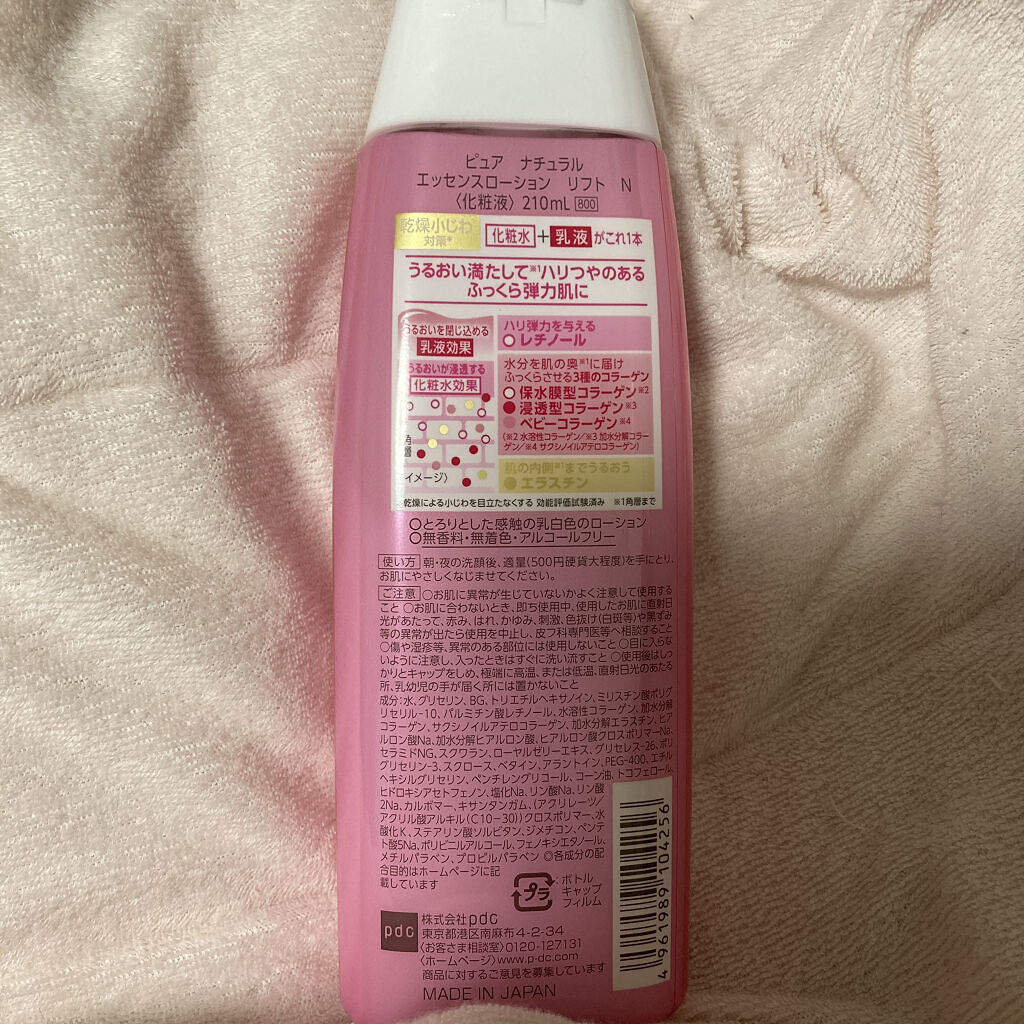 ピュア ナチュラル
エッセンスローション リフト N
〈化粧液〉 210mL 800
乾燥小じわ
対策*
化粧水+乳液がこれ1本
うるおい満たして※1ハリつやのある
ふっくら弾力肌に
うるおいを閉じ込める
乳液効果
うるおいが浸透する
化粧水効果
角
層
イメージ〉
ハリ弾力を与える
レチノール
水分を肌の奥※1に届け
ふっくらさせる3種のコラーゲン
保水膜型コラーゲン※2
浸透型コラーゲン※3
ベビーコラーゲン※4
(※2 水溶性コラーゲン/※3 加水分解コラー
ゲン/※4 サクシノイルアテロコラーゲン)
肌の内側※1までうるおう
エラスチン
乾燥による小じわを目立たなくする 効能評価試験済み ※1角層まで
○とろりとした感触の乳白色のローション
○無香料・無着色・アルコールフリー
使い方 朝・夜の洗顔後、適量(500円硬貨大程度)を手にとり、
お肌にやさしくなじませてください。
ご注意 ○お肌に異常が生じていないかよく注意して使用する
こと ○お肌に合わないとき、即ち使用中、使用したお肌に直射日
光があたって、赤み、はれ、かゆみ、刺激、色抜け(白斑等)や黒ずみ
等の異常が出たら使用を中止し、皮フ科専門医等へ相談すること
○傷や湿疹等、異常のある部位には使用しないこと ○目に入らな
いように注意し、入ったときはすぐに洗い流すこと ○使用後はしっ
かりとキャップをしめ、極端に高温、または低温、直射日光のあたる場
所、乳幼児の手が届く所には置かないこと
成分:水、グリセリン、BG、トリエチルヘキサノイン、ミリスチン酸ポリグ
リセリル-10、パルミチン酸レチノール、水溶性コラーゲン、加水分解
コラーゲン、サクシノイルアテロコラーゲン、加水分解エラスチン、ヒア
ルロン酸Na、加水分解ヒアルロン酸、ヒアルロン酸クロスポリマーNa、
セラミドNG、スクワラン、ローヤルゼリーエキス、グリセレス-26、ポリ
グリセリン-3、スクロース、ベタイン、アラントイン、PEG-400、エチル
ヘキシルグリセリン、ペンチレングリコール、コーン油、トコフェロール、
ヒドロキシアセトフェノン、塩化Na、リン酸Na、リン酸
2Na、カルボマー、キサンタンガム、(アクリレーツ/
アクリル酸アルキル(C10-30))クロスポリマー、水
酸化K、ステアリン酸ソルビタン、ジメチコン、ペンテ
ト酸5Na、ポリビニルアルコール、フェノキシエタノール、
メチルパラベン、プロピルパラベン ◎各成分の配
合目的はホームページに記
載しています
プラ :ボトル
キャップ
フィルム
pdc 株式会社pdc
東京都港区南麻布4-2-34
〈お客さま相談室〉0120-127131
〈ホームページ〉www.p-dc.com
商品に対するご意見を募集しています
MADE IN JAPAN
4961989104256